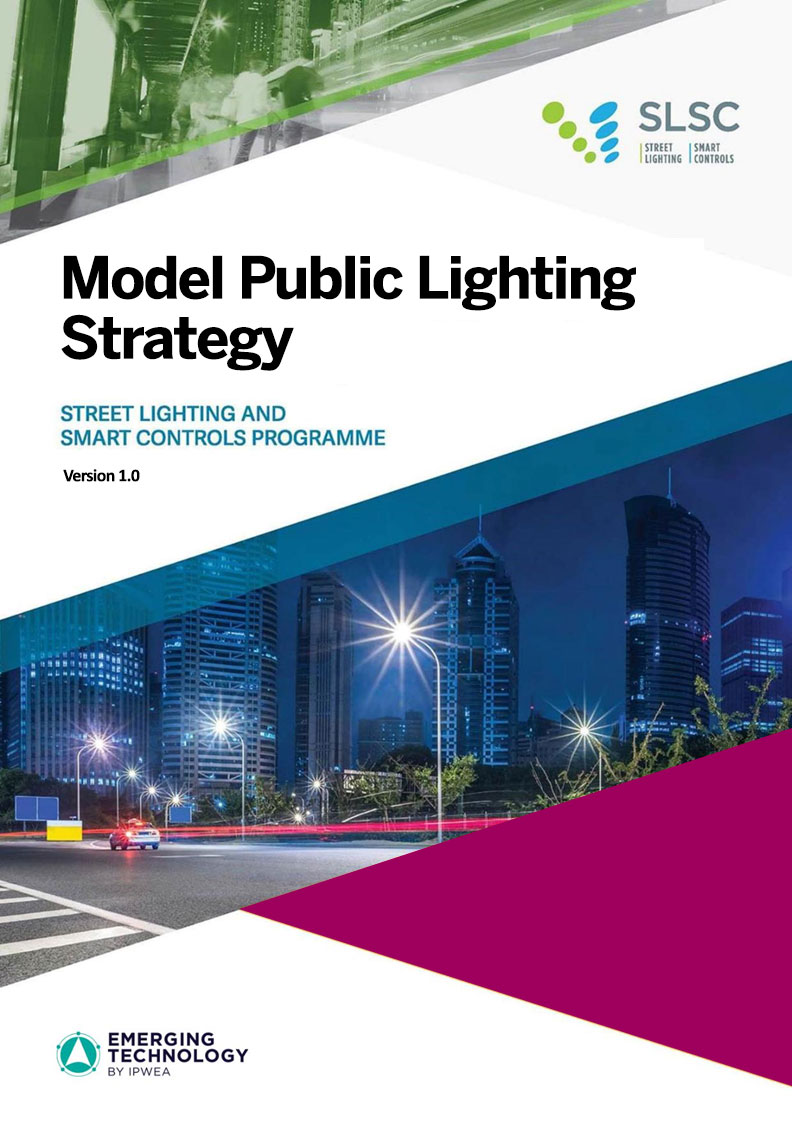 SLSC
STREET LIGHTING
SMART CONTROLS
Model Public Lighting
Strategy
STREET LIGHTING AND
SMART CONTROLS PROGRAMME
Version 1.0
EMERGING
TECHNOLOGY
BY IPWEA